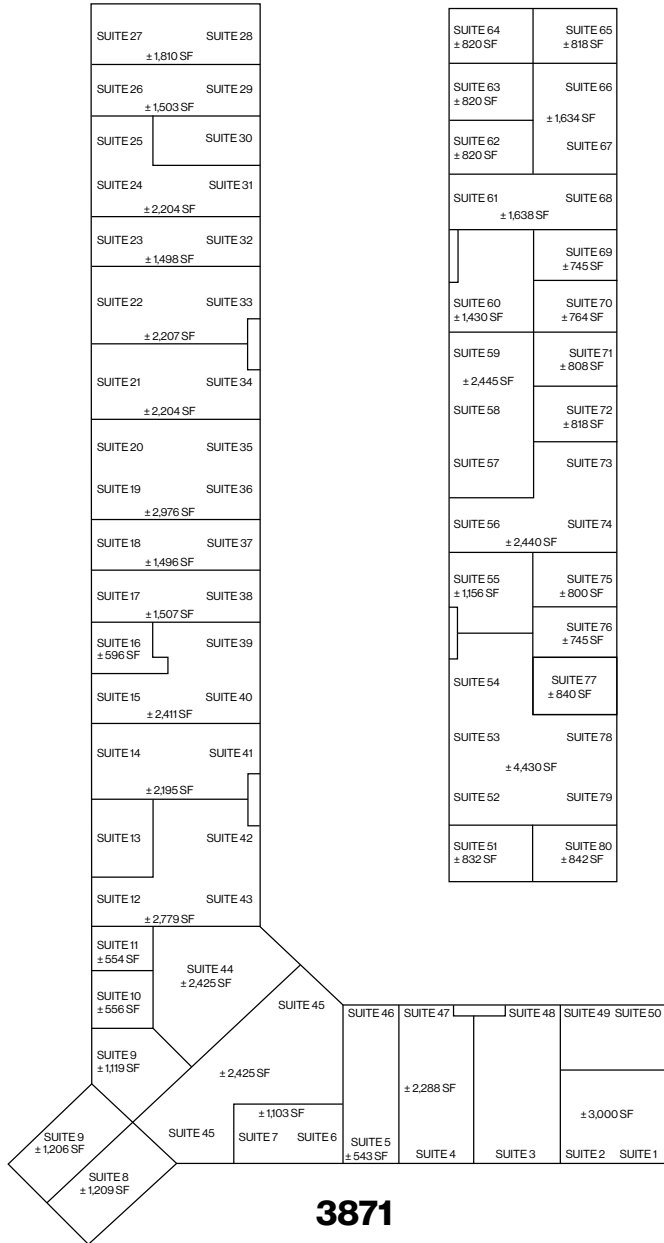 SUITE 27 SUITE 28
± 1,810 SF
SUITE 26 SUITE 29
± 1,503 SF
SUITE 25 SUITE 30
SUITE 24 SUITE 31
± 2,204 SF
SUITE 23 SUITE 32
± 1,498 SF
SUITE 22 SUITE 33
± 2,207 SF
SUITE 21 SUITE 34
± 2,204 SF
SUITE 20 SUITE 35
SUITE 19 SUITE 36
± 2,976 SF
SUITE 18 SUITE 37
± 1,496 SF
SUITE 17 SUITE 38
± 1,507 SF
SUITE 16 SUITE 39
± 596 SF
SUITE 15 SUITE 40
± 2,411 SF
SUITE 14 SUITE 41
± 2,195 SF
SUITE 13 SUITE 42
SUITE 12 SUITE 43
± 2,779 SF
SUITE 11
± 554 SF
SUITE 44
± 2,425 SF
SUITE 10
± 556 SF
SUITE 9
± 1,119 SF
SUITE 9
± 1,206 SF
SUITE 8
± 1,209 SF
SUITE 45
± 2,425 SF
SUITE 45
± 1,103 SF
SUITE 7 SUITE 6
SUITE 46
SUITE 5
± 543 SF
SUITE 47 SUITE 48
± 2,288 SF
SUITE 4 SUITE 3
SUITE 49 SUITE 50
± 3,000 SF
SUITE 2 SUITE 1
SUITE 64 SUITE 65
± 820 SF ± 818 SF
SUITE 63 SUITE 66
± 820 SF
± 1,634 SF
SUITE 62 SUITE 67
± 820 SF
SUITE 61 SUITE 68
± 1,638 SF
SUITE 69
± 745 SF
SUITE 60 SUITE 70
± 1,430 SF ± 764 SF
SUITE 59 SUITE 71
± 808 SF
± 2,445 SF
SUITE 58 SUITE 72
± 818 SF
SUITE 57 SUITE 73
SUITE 56 SUITE 74
± 2,440 SF
SUITE 55 SUITE 75
± 1,156 SF ± 800 SF
SUITE 76
± 745 SF
SUITE 54 SUITE 77
± 840 SF
SUITE 53 SUITE 78
± 4,430 SF
SUITE 52 SUITE 79
SUITE 51 SUITE 80
± 832 SF ± 842 SF
3871